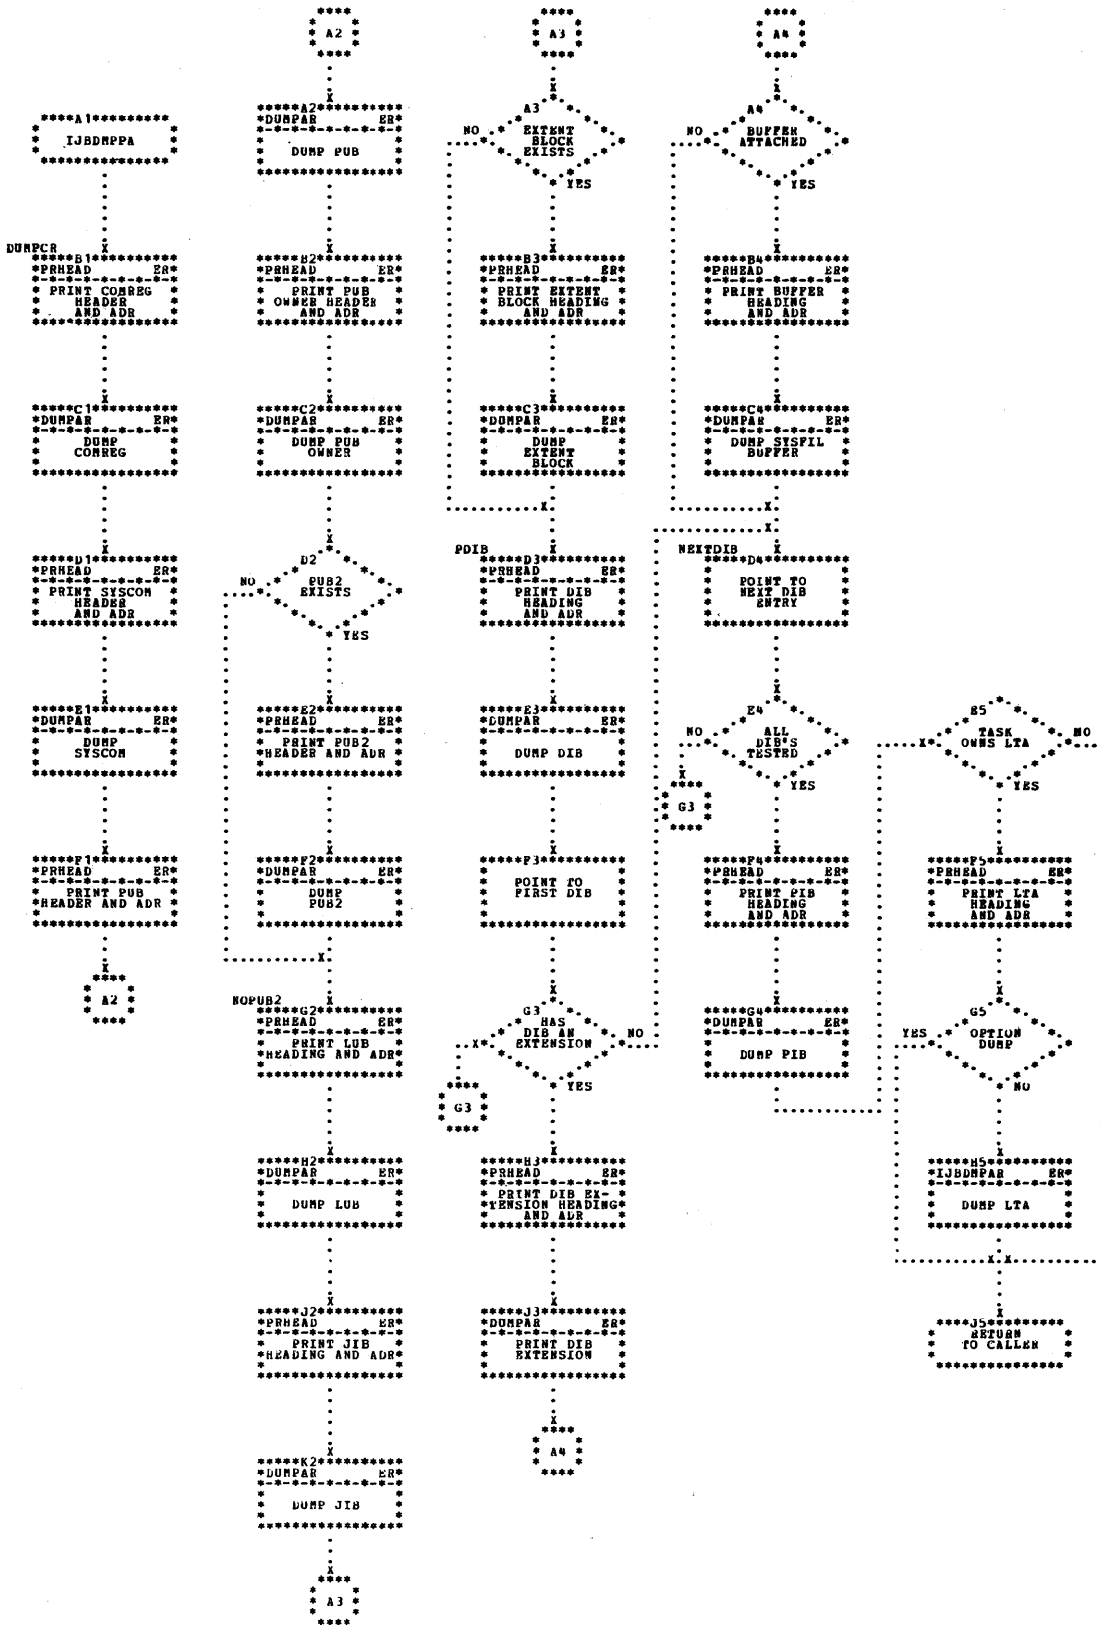 A2
A3
A4
A1
IJBDMPPA
DUMPCR
B1
PRHEAD ER
PRINT COMREG
HEADER
AND ADR
C1
DUMPAR ER
DUMP
COMREG
D1
PRHEAD ER
PRINT SYSCOM
HEADER
AND ADR
E1
DUMPAR ER
DUMP
SYSCOM
F1
PRHEAD ER
PRINT PUB
HEADER AND ADR
A2
A2
DUMPAR ER
DUMP PUB
B2
PRHEAD ER
PRINT PUB
OWNER HEADER
AND ADR
C2
DUMPAR ER
DUMP PUB
OWNER
D2
NO
PUB2
EXISTS
YES
E2
PRHEAD ER
PRINT PUB2
HEADER AND ADR
F2
DUMPAR ER
DUMP
PUB2
NOPUB2
G2
PRHEAD ER
PRINT LUB
HEADING AND ADR
H2
DUMPAR ER
DUMP LUB
J2
PRHEAD ER
PRINT JIB
HEADING AND ADR
K2
DUMPAR ER
DUMP JIB
A3
A3
NO
EXTENT
BLOCK
EXISTS
YES
B3
PRHEAD ER
PRINT EXTENT
BLOCK HEADING
AND ADR
C3
DUMPAR ER
DUMP
EXTENT
BLOCK
PDIB
D3
PRHEAD ER
PRINT DIB
HEADING
AND ADR
E3
DUMPAR ER
DUMP DIB
F3
POINT TO
FIRST DIB
G3
HAS
DIB AN
EXTENSION
NO
YES
G3
H3
PRHEAD ER
PRINT DIB EX-
TENSION HEADING
AND ADR
J3
DUMPAR ER
PRINT DIB
EXTENSION
A4
A4
NO
BUFFER
ATTACHED
YES
B4
PRHEAD ER
PRINT BUFFER
HEADING
AND ADR
C4
DUMPAR ER
DUMP SYSFIL
BUFFER
NEXTDIB
D4
POINT TO
NEXT DIB
ENTRY
E4
NO
ALL
DIB'S
TESTED
YES
G3
F4
PRHEAD ER
PRINT PIB
HEADING
AND ADR
G4
DUMPAR ER
DUMP PIB
E5
TASK
OWNS LTA
NO
YES
F5
PRHEAD ER
PRINT LTA
HEADING
AND ADR
G5
YES
OPTION
DUMP
NO
H5
IJBDMPAR ER
DUMP LTA
J5
RETURN
TO CALLER